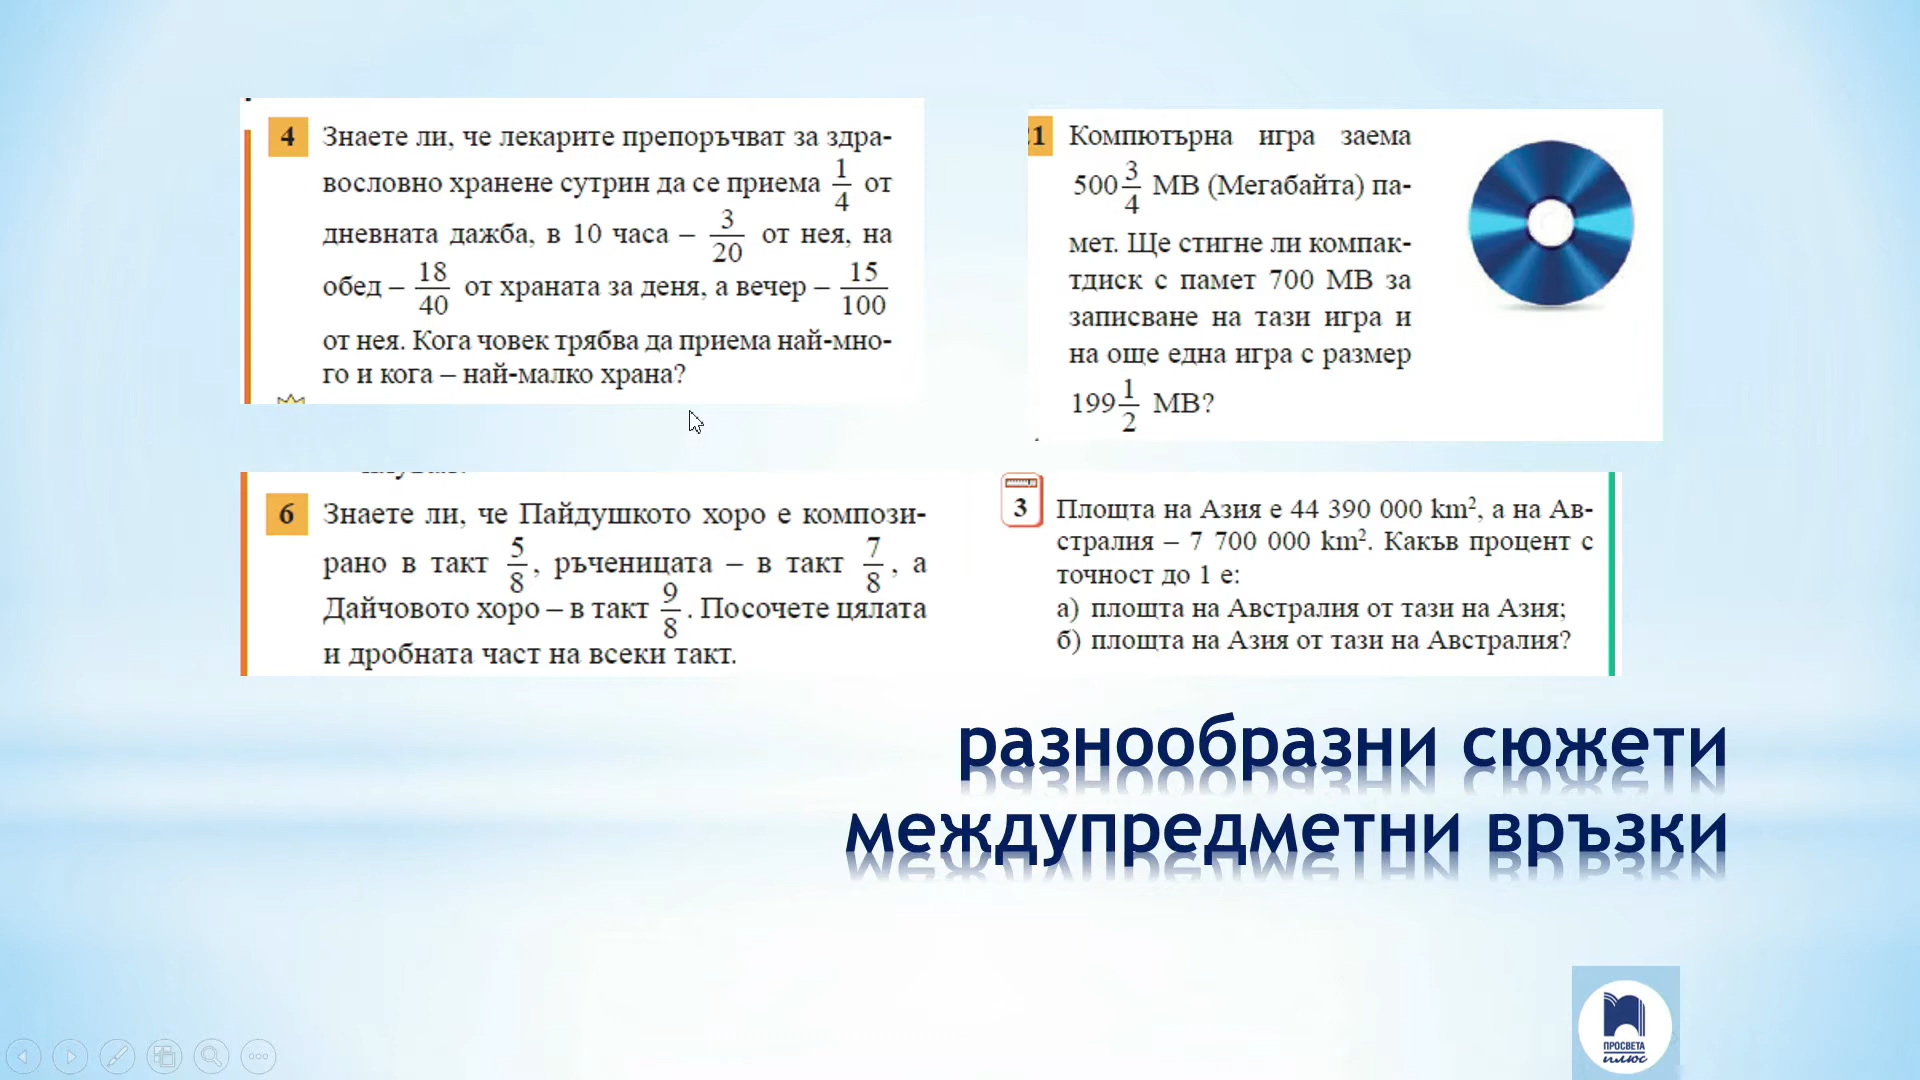 4 Знаете ли, че лекарите препоръчват за здра-
вословно хранене сутрин да се приема 1/4 от
дневната дажба, в 10 часа – 3/20 от нея, на
обед – 18/40 от храната за деня, а вечер – 15/100
от нея. Кога човек трябва да приема най-мно-
го и кога – най-малко храна?
1 Компютърна игра заема
500 3/4 МВ (Мегабайта) па-
мет. Ще стигне ли компак-
тдиск с памет 700 МВ за
записване на тази игра и
на още една игра с размер
199 1/2 МВ?
6 Знаете ли, че Пайдушкото хоро е компози-
рано в такт 5/8, ръченицата – в такт 7/8, а
Дайчовото хоро – в такт 9/8. Посочете цялата
и дробната част на всеки такт.
3 Площта на Азия е 44 390 000 km², а на Ав-
стралия – 7 700 000 km². Какъв процент с
точност до 1 е:
а) площта на Австралия от тази на Азия;
б) площта на Азия от тази на Австралия?
разнообразни сюжети
междупредметни връзки
ПРОСВЕТА
плюс